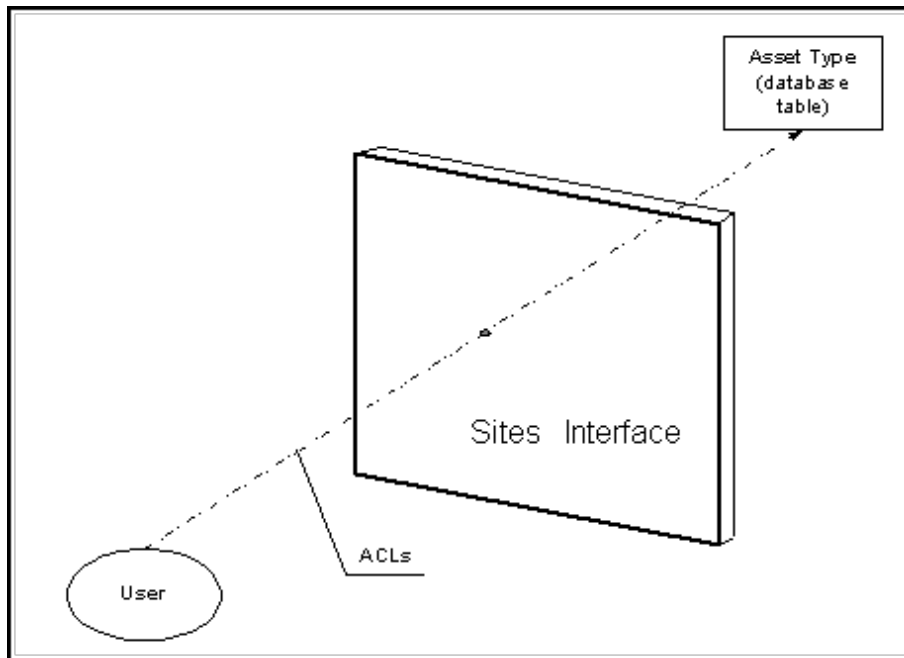 Asset Type
(database
table)
Sites Interface
ACLs
User